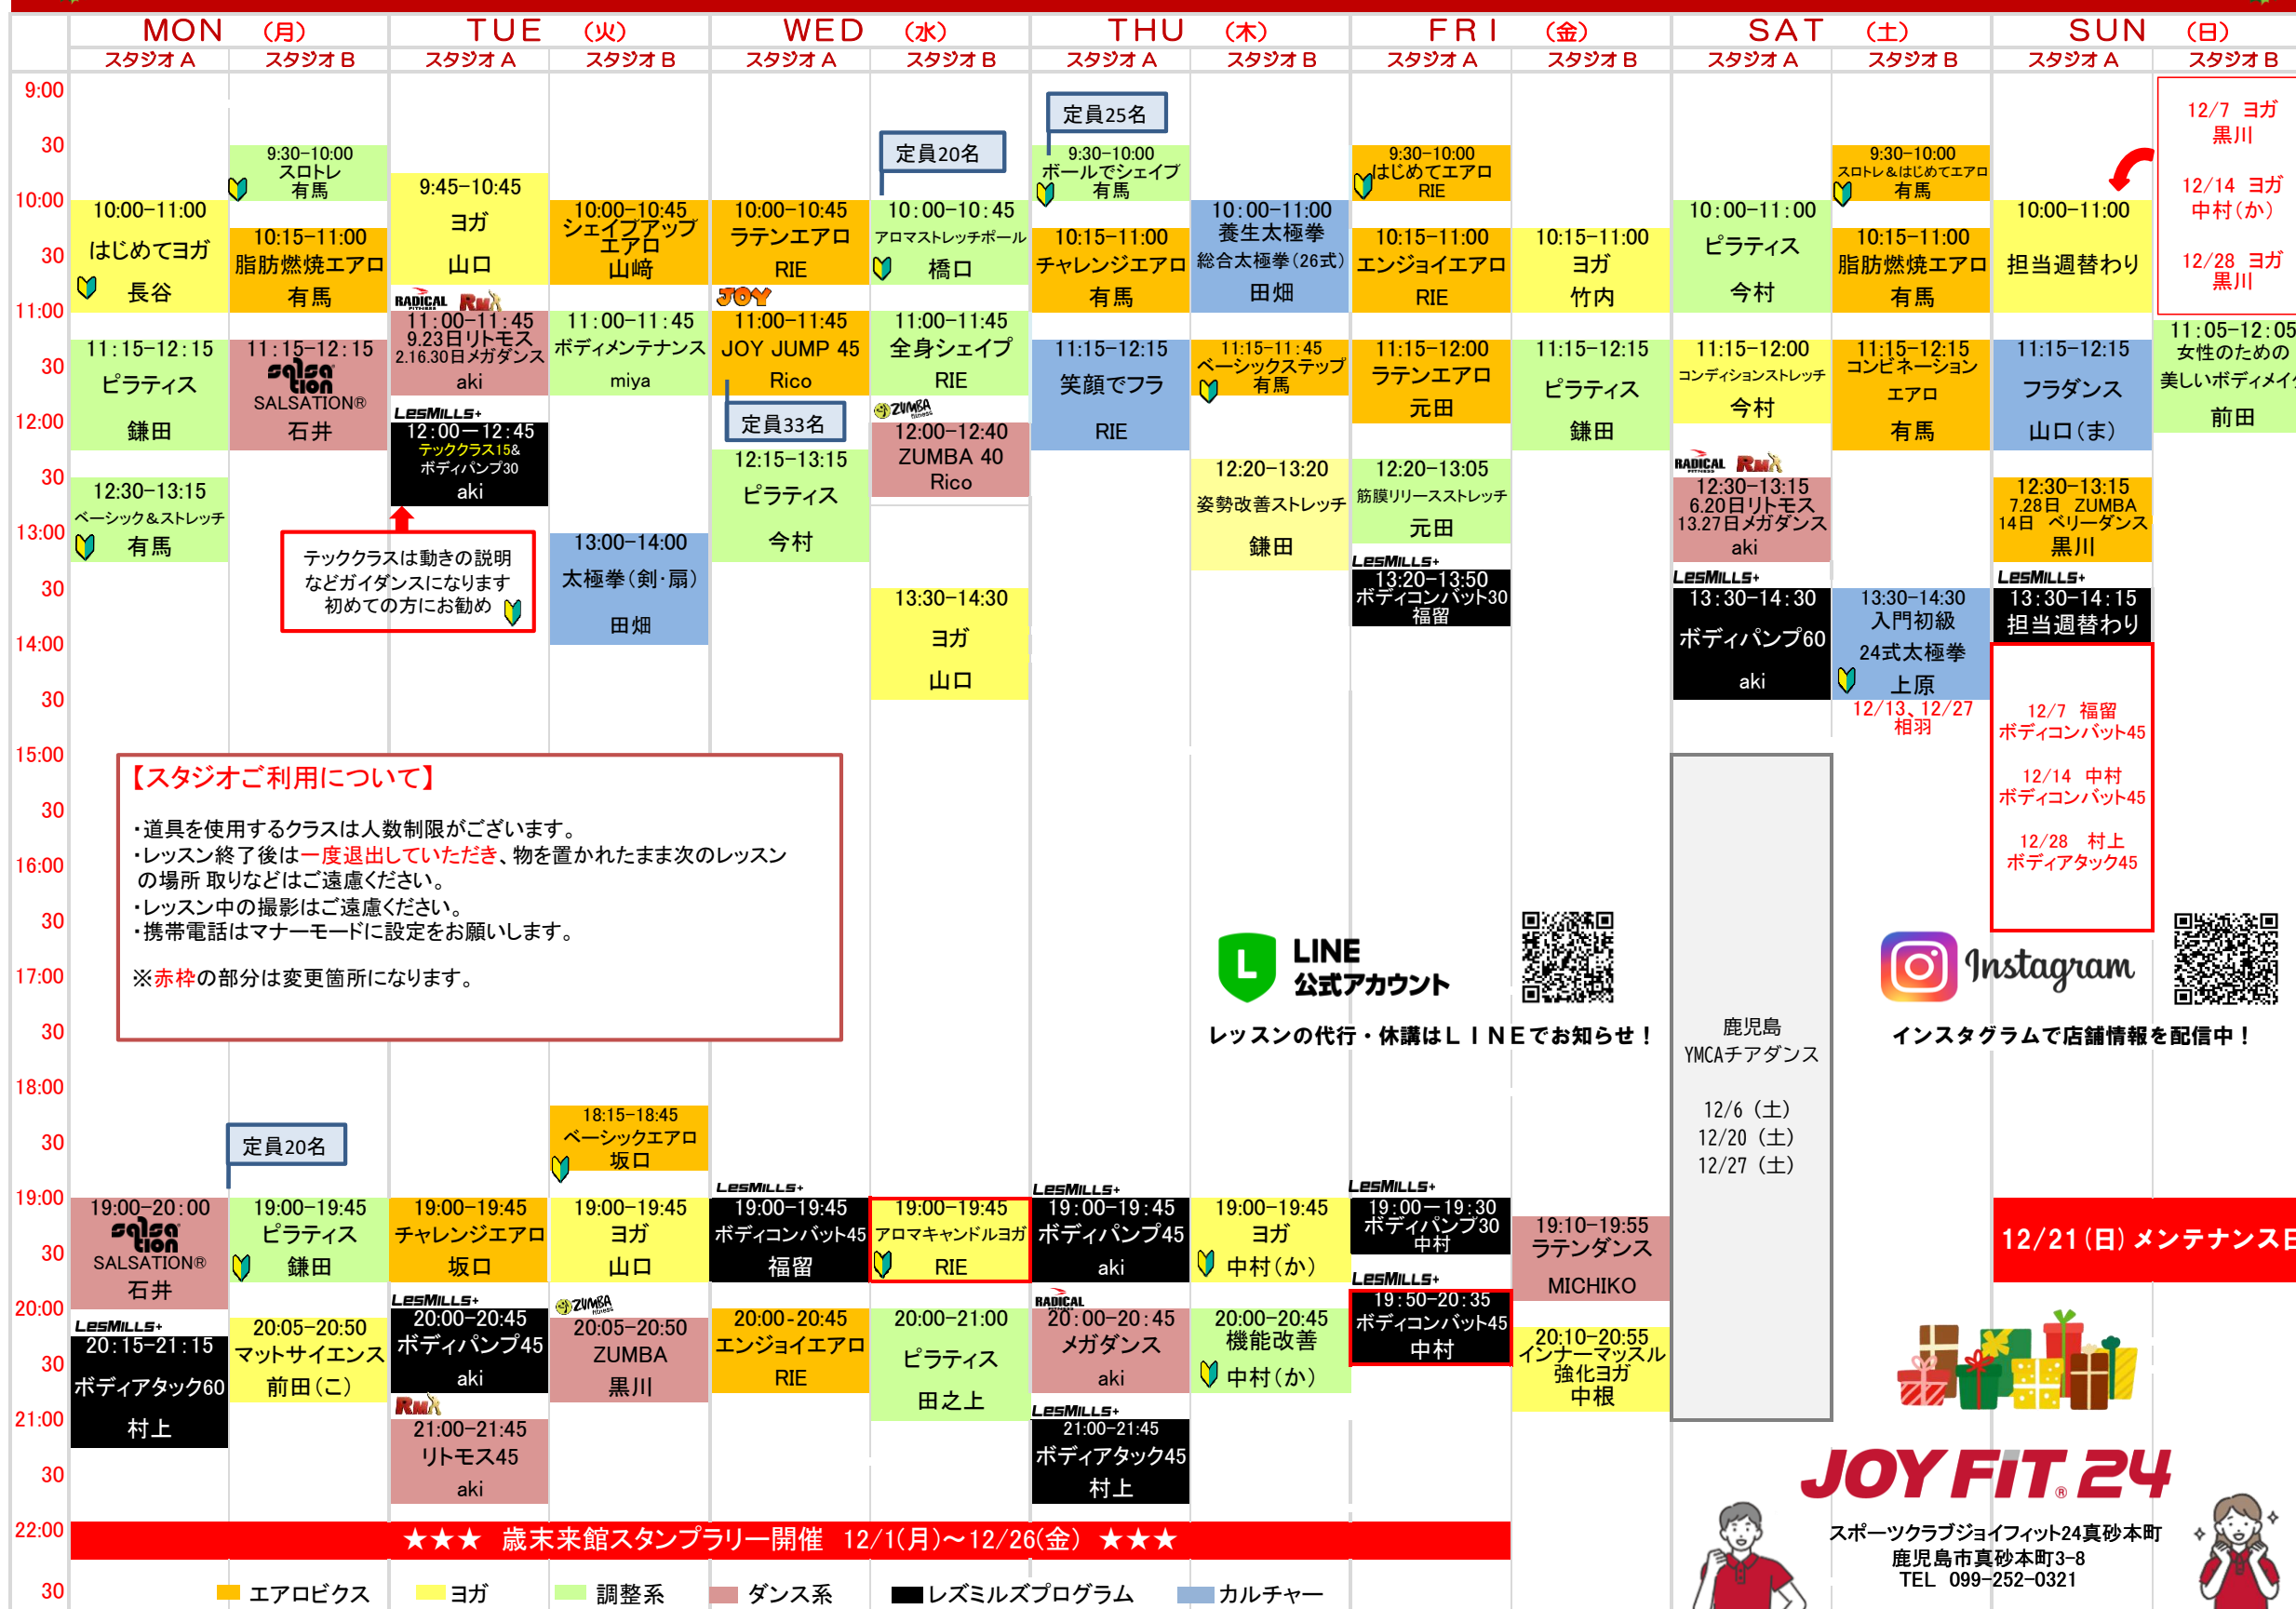 MON （月） TUE （火） WED （水） THU （木） FRI （金） SAT （土） SUN （日）
スタジオA スタジオB スタジオA スタジオB スタジオA スタジオB スタジオA スタジオB スタジオA スタジオB スタジオA スタジオB スタジオA スタジオB
9:00
30
10:00
30
11:00
30
12:00
30
13:00
30
14:00
30
15:00
30
16:00
30
17:00
30
18:00
30
19:00
30
20:00
30
21:00
30
22:00
30
10:00-11:00
はじめてヨガ
長谷
11:15-12:15
ピラティス
鎌田
12:30-13:15
ベーシック＆ストレッチ
有馬
19:00-20:00
salsation
SALSATION®
石井
LESMILLS+
20:15-21:15
ボディアタック60
村上
9:30-10:00
スロトレ
有馬
10:15-11:00
脂肪燃焼エアロ
有馬
11:15-12:15
salsation
SALSATION®
石井
定員20名
19:00-19:45
ピラティス
鎌田
20:05-20:50
マットサイエンス
前田（こ）
9:45-10:45
ヨガ
山口
RADICAL FITNESS RMX
11:00-11:45
9.23日リトモス
2.16.30日メガダンス
aki
LESMILLS+
12:00－12:45
テッククラス15&
ボディパンプ30
aki
テッククラスは動きの説明
などガイダンスになります
初めての方にお勧め
19:00-19:45
チャレンジエアロ
坂口
LESMILLS+
20:00-20:45
ボディパンプ45
aki
RMX
21:00-21:45
リトモス45
aki
10:00-10:45
シェイプアップ
エアロ
山﨑
11:00-11:45
ボディメンテナンス
miya
13:00-14:00
太極拳（剣・扇）
田畑
18:15-18:45
ベーシックエアロ
坂口
19:00-19:45
ヨガ
山口
ZUMBA fitness
20:05-20:50
ZUMBA
黒川
10:00-10:45
ラテンエアロ
RIE
JOY
11:00-11:45
JOY JUMP 45
Rico
定員33名
12:15-13:15
ピラティス
今村
LESMILLS+
19:00-19:45
ボディコンバット45
福留
20:00-20:45
エンジョイエアロ
RIE
定員20名
10:00-10:45
アロマストレッチポール
橋口
11:00-11:45
全身シェイプ
RIE
ZUMBA fitness
12:00-12:40
ZUMBA 40
Rico
13:30-14:30
ヨガ
山口
19:00-19:45
アロマキャンドルヨガ
RIE
20:00-21:00
ピラティス
田之上
定員25名
9:30-10:00
ボールでシェイプ
有馬
10:15-11:00
チャレンジエアロ
有馬
11:15-12:15
笑顔でフラ
RIE
LESMILLS+
19:00-19:45
ボディパンプ45
aki
RADICAL
20:00-20:45
メガダンス
aki
LESMILLS+
21:00-21:45
ボディアタック45
村上
10:00-11:00
養生太極拳
総合太極拳（26式）
田畑
11:15-11:45
ベーシックステップ
有馬
12:20-13:20
姿勢改善ストレッチ
鎌田
19:00-19:45
ヨガ
中村（か）
20:00-20:45
機能改善
中村（か）
9:30-10:00
はじめてエアロ
RIE
10:15-11:00
エンジョイエアロ
RIE
11:15-12:00
ラテンエアロ
元田
12:20-13:05
筋膜リリースストレッチ
元田
LESMILLS+
13:20-13:50
ボディコンバット30
福留
LESMILLS+
19:00－19:30
ボディパンプ30
中村
LESMILLS+
19:50-20:35
ボディコンバット45
中村
10:15-11:00
ヨガ
竹内
11:15-12:15
ピラティス
鎌田
19:10-19:55
ラテンダンス
MICHIKO
20:10-20:55
インナーマッスル
強化ヨガ
中根
10:00-11:00
ピラティス
今村
11:15-12:00
コンディションストレッチ
今村
RADICAL FITNESS RMX
12:30-13:15
6.20日リトモス
13.27日メガダンス
aki
LESMILLS+
13:30-14:30
ボディパンプ60
aki
鹿児島
YMCAチアダンス
12/6（土）
12/20（土）
12/27（土）
9:30-10:00
スロトレ＆はじめてエアロ
有馬
10:15-11:00
脂肪燃焼エアロ
有馬
11:15-12:15
コンビネーション
エアロ
有馬
13:30-14:30
入門初級
24式太極拳
上原
12/13、12/27
相羽
10:00-11:00
担当週替わり
11:15-12:15
フラダンス
山口（ま）
12:30-13:15
7.28日 ZUMBA
14日 ベリーダンス
黒川
LESMILLS+
13:30-14:15
担当週替わり
12/7 福留
ボディコンバット45
12/14 中村
ボディコンバット45
12/28 村上
ボディアタック45
12/7 ヨガ
黒川
12/14 ヨガ
中村（か）
12/28 ヨガ
黒川
11:05-12:05
女性のための
美しいボディメイク
前田
【スタジオご利用について】
・道具を使用するクラスは人数制限がございます。
・レッスン終了後は一度退出していただき、物を置かれたまま次のレッスン
の場所 取りなどはご遠慮ください。
・レッスン中の撮影はご遠慮ください。
・携帯電話はマナーモードに設定をお願いします。
※赤枠の部分は変更箇所になります。
L
LINE
公式アカウント
レッスンの代行・休講はＬＩＮＥでお知らせ！
Instagram
インスタグラムで店舗情報を配信中！
12/21(日)メンテナンス日
JOYFIT®24
スポーツクラブジョイフィット24真砂本町
鹿児島市真砂本町3-8
TEL 099-252-0321
★★★ 歳末来館スタンプラリー開催 12/1(月)～12/26(金) ★★★
エアロビクス ヨガ 調整系 ダンス系 レズミルズプログラム カルチャー